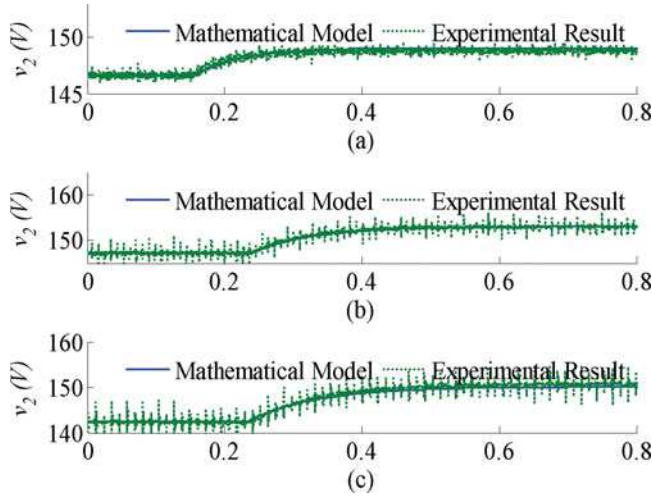 150
Mathematical Model Experimental Result
v2 (V)
145
0 0.2 0.4 0.6 0.8
(a)
160
Mathematical Model Experimental Result
v2 (V)
150
0 0.2 0.4 0.6 0.8
(b)
160
Mathematical Model Experimental Result
v2 (V)
150
140
0 0.2 0.4 0.6 0.8
(c)